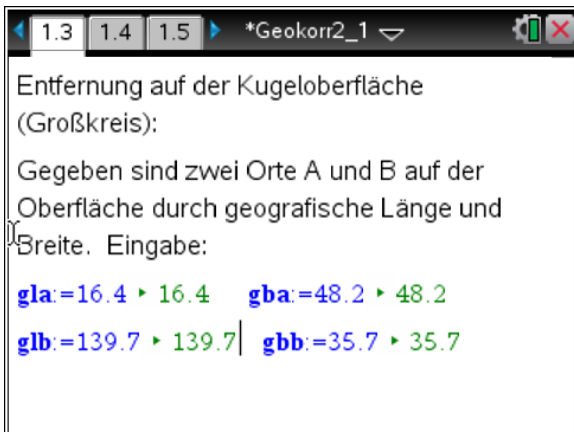 1.3 1.4 1.5 *Geokorr2_1
Entfernung auf der Kugeloberfläche
(Großkreis):
Gegeben sind zwei Orte A und B auf der
Oberfläche durch geografische Länge und
Breite. Eingabe:
gla:=16.4 ▸ 16.4 gba:=48.2 ▸ 48.2
glb:=139.7 ▸ 139.7 gbb:=35.7 ▸ 35.7